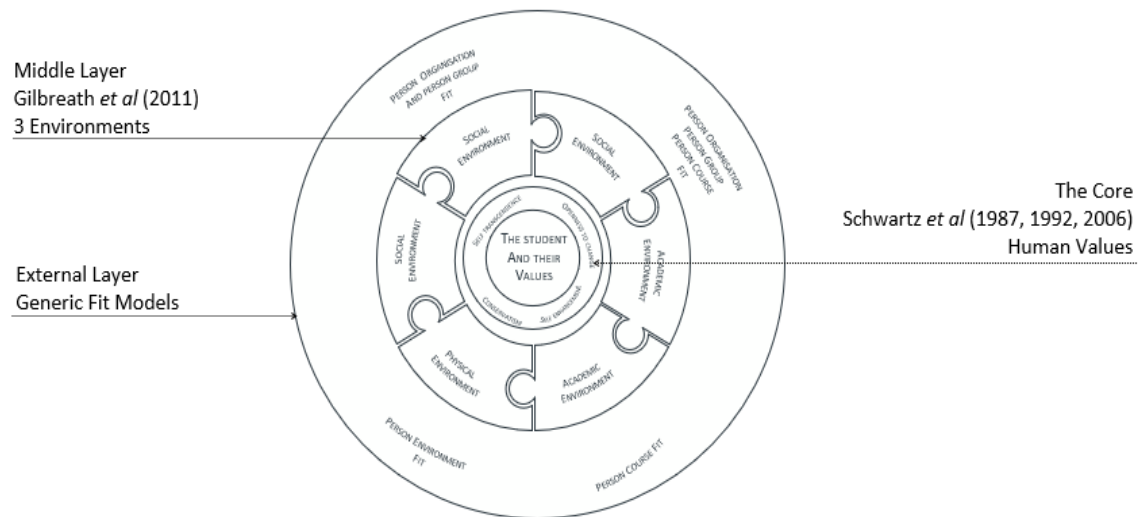 Middle Layer
Gilbreath et al (2011)
3 Environments
External Layer
Generic Fit Models
The Core
Schwartz et al (1987, 1992, 2006)
Human Values
PERSON ORGANISATION
AND PERSON GROUP
FIT
PERSON ORGANISATION
PERSON GROUP
PERSON COURSE
FIT
SOCIAL
ENVIRONMENT
SOCIAL
ENVIRONMENT
SOCIAL
ENVIRONMENT
ACADEMIC
ENVIRONMENT
PHYSICAL
ENVIRONMENT
ACADEMIC
ENVIRONMENT
SELF TRANSCENDENCE
OPENNESS TO CHANGE
CONSERVATISM
THE STUDENT
AND THEIR
VALUES
PERSON ENVIRONMENT
FIT
PERSON COURSE FIT